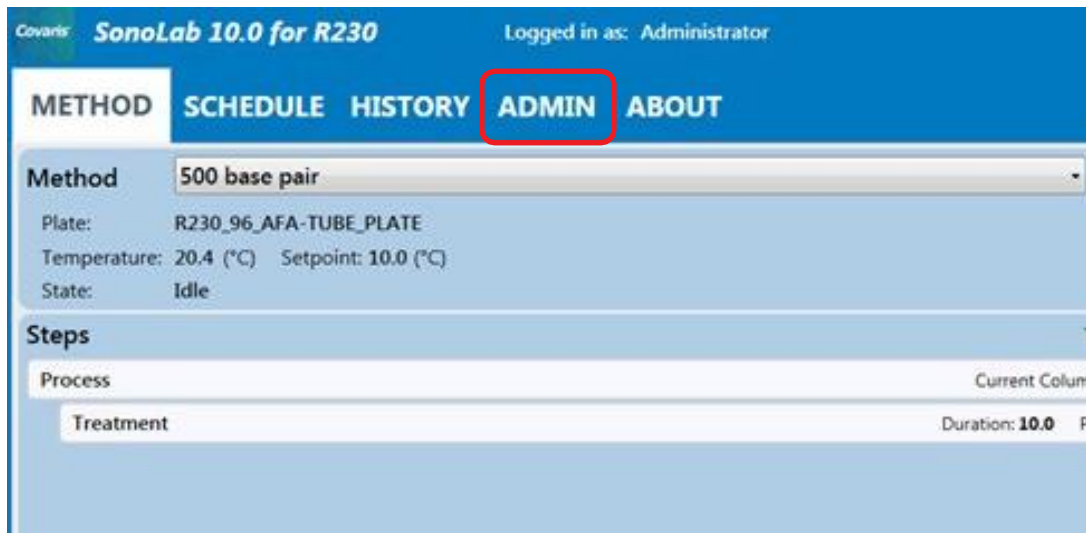 Covaris SonoLab 10.0 for R230 Logged in as: Administrator
METHOD SCHEDULE HISTORY ADMIN ABOUT
Method 500 base pair
Plate: R230_96_AFA-TUBE_PLATE
Temperature: 20.4 (°C) Setpoint: 10.0 (°C)
State: Idle
Steps
Process Current Colum
Treatment Duration: 10.0 P